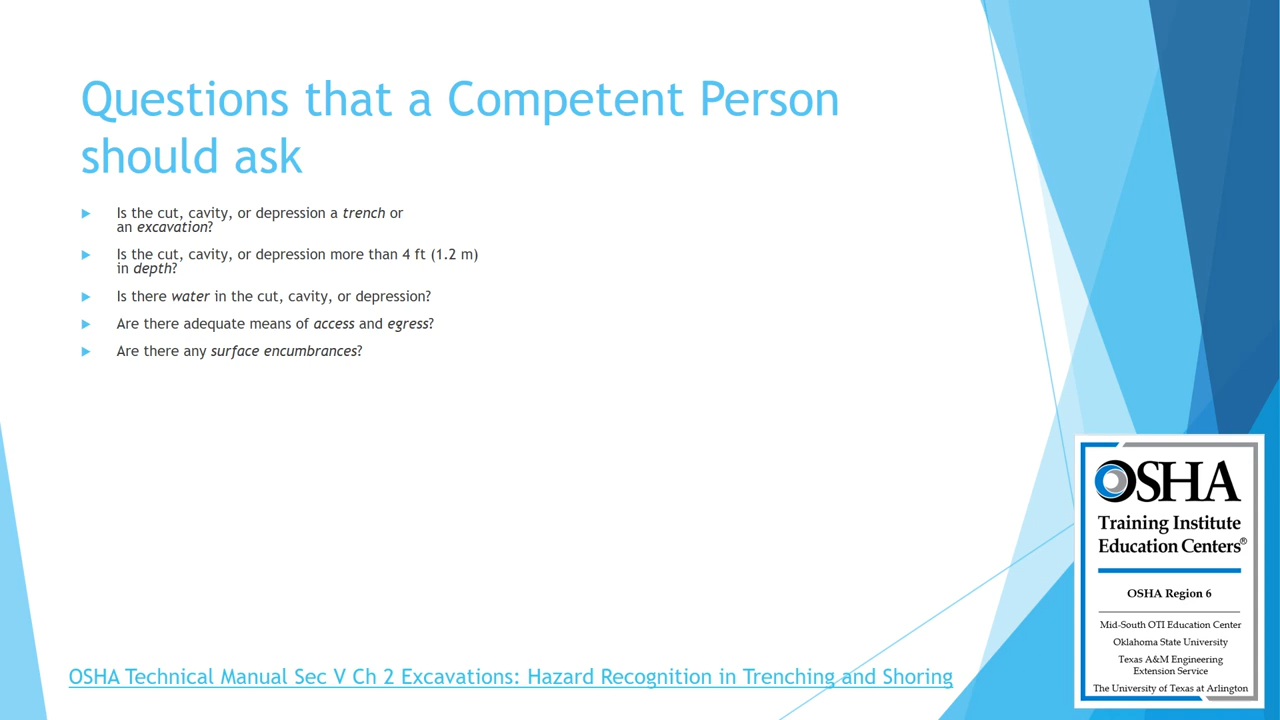 Questions that a Competent Person
should ask
Is the cut, cavity, or depression a trench or
an excavation?
Is the cut, cavity, or depression more than 4 ft (1.2 m)
in depth?
Is there water in the cut, cavity, or depression?
Are there adequate means of access and egress?
Are there any surface encumbrances?
OSHA Technical Manual Sec V Ch 2 Excavations: Hazard Recognition in Trenching and Shoring
OSHA
Training Institute
Education Centers®
OSHA Region 6
Mid-South OTI Education Center
Oklahoma State University
Texas A&M Engineering
Extension Service
The University of Texas at Arlington